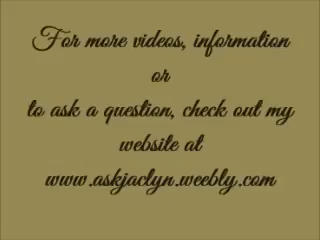 For more videos, information
or
to ask a question, check out my
website at
www.askjaclyn.weebly.com